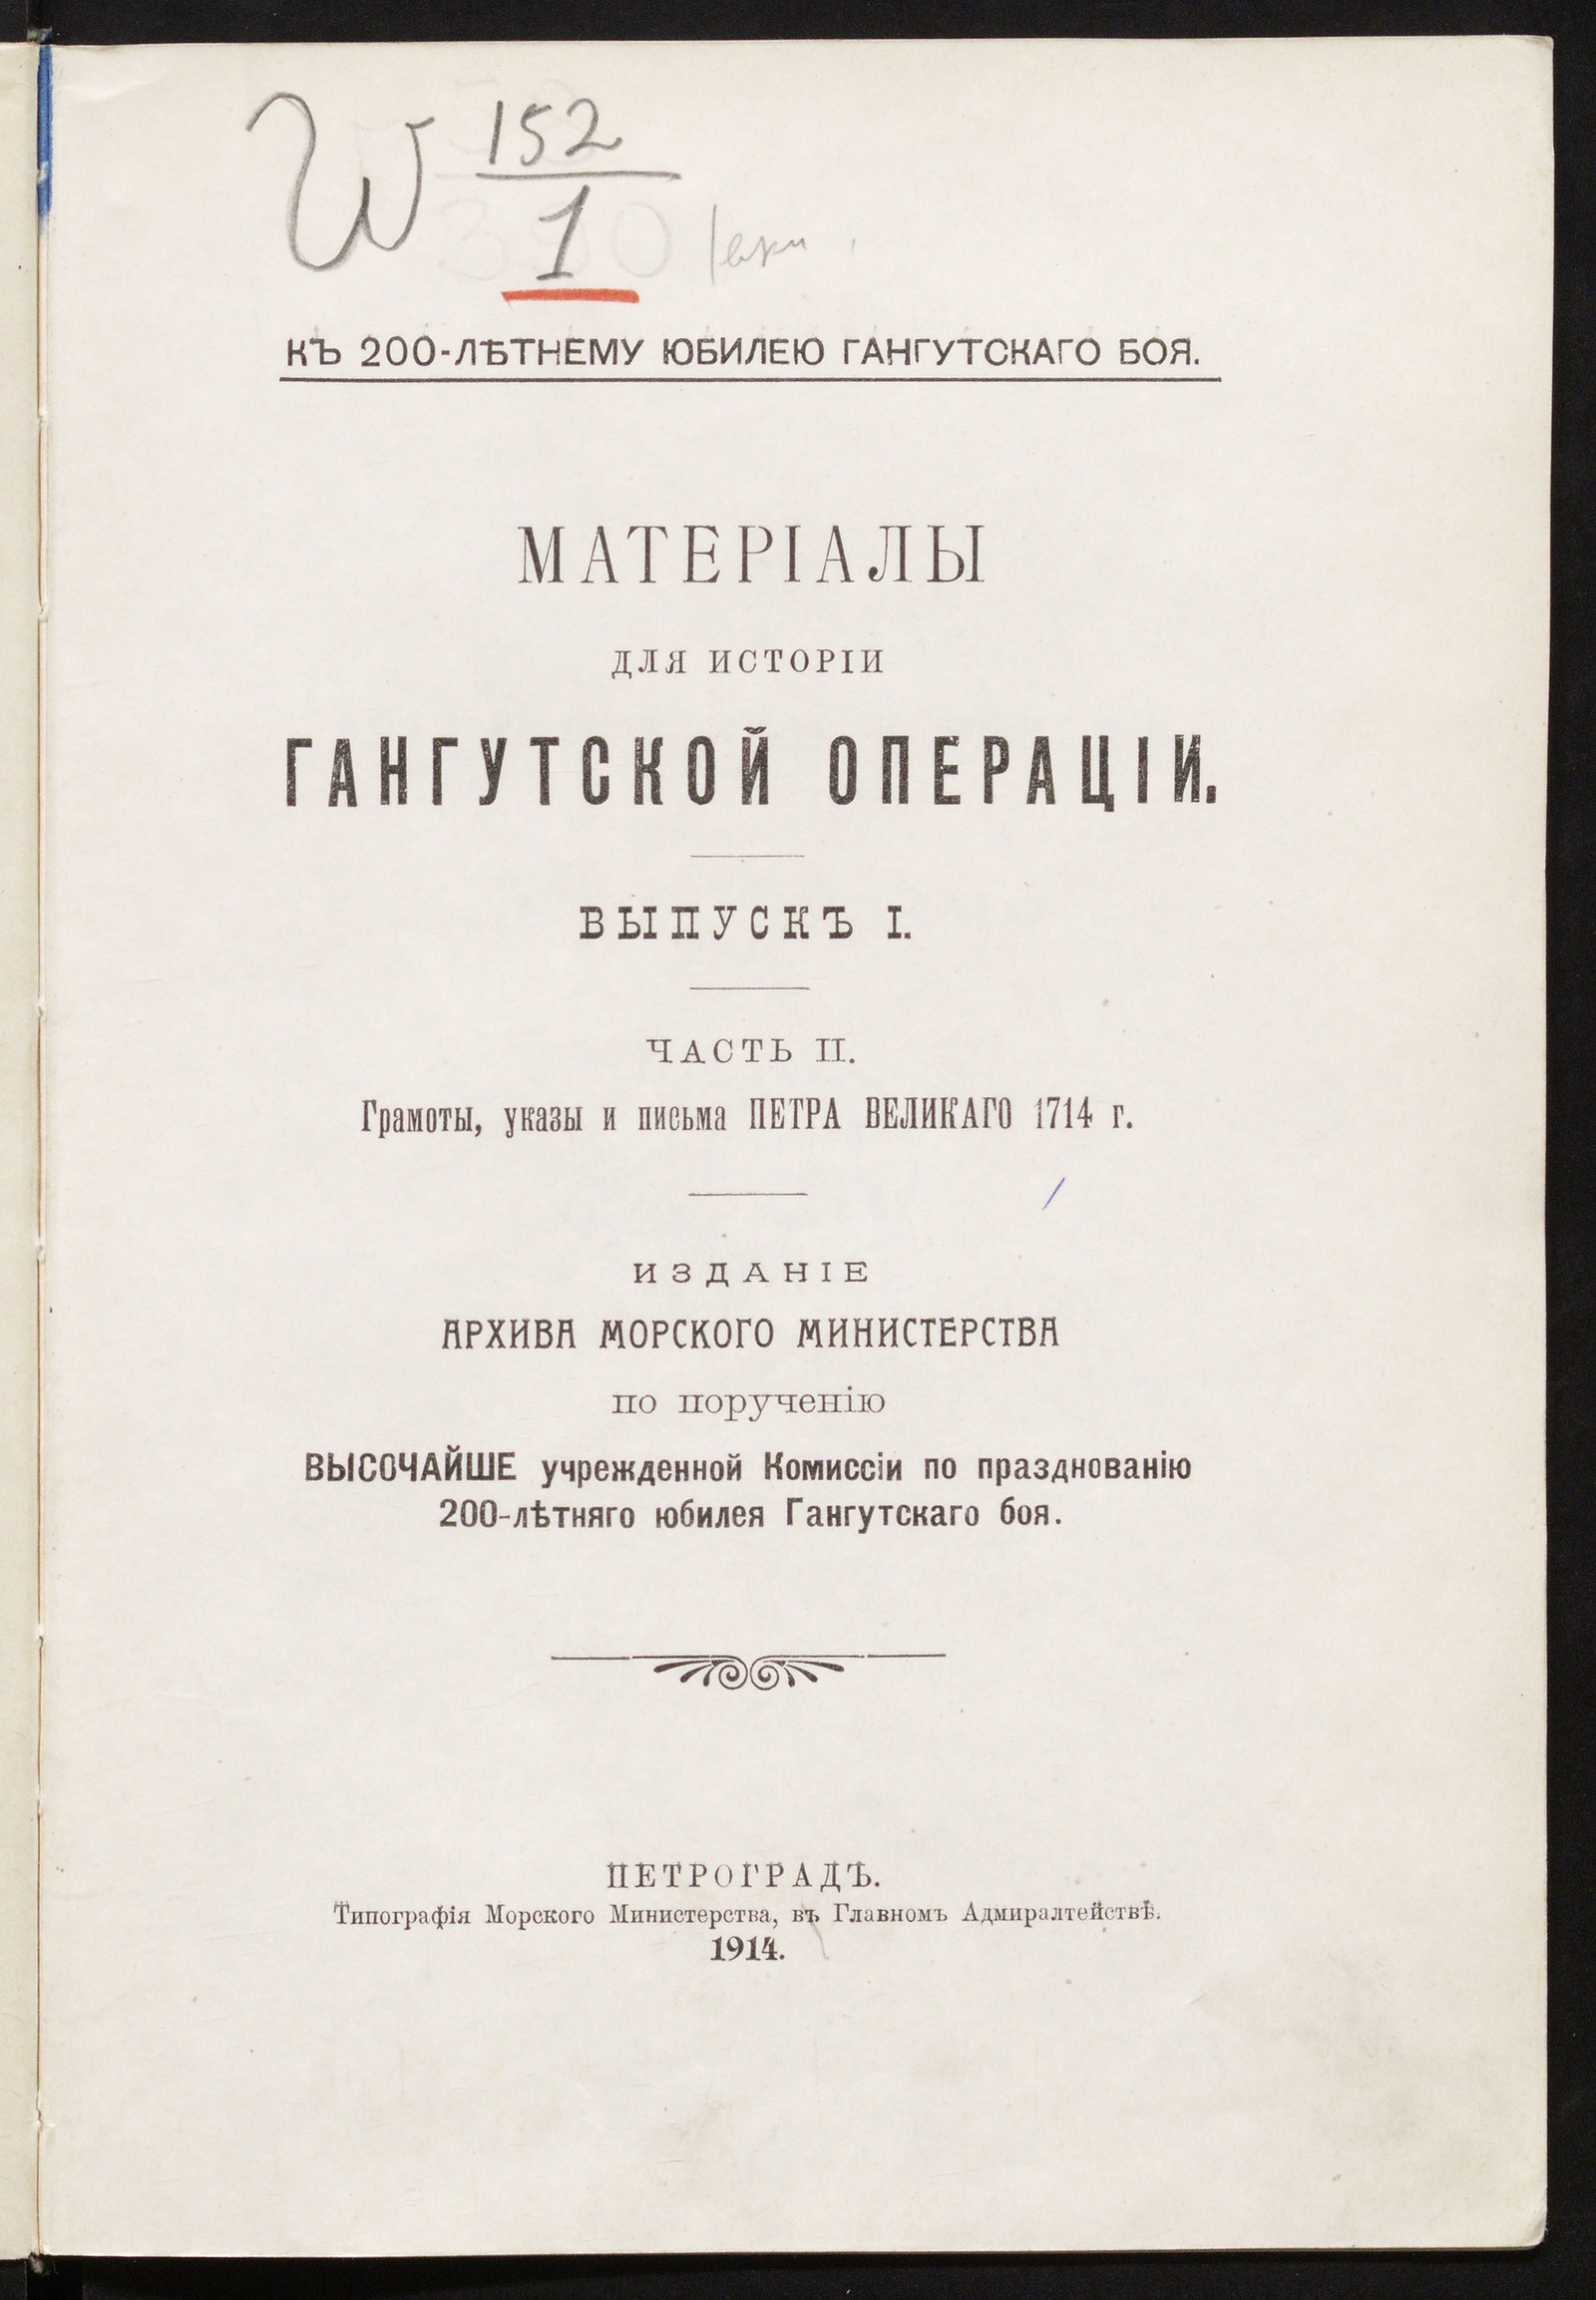 W 152
1
КЪ 200-ЛѢТНЕМУ ЮБИЛЕЮ ГАНГУТСКАГО БОЯ.
МАТЕРІАЛЫ
ДЛЯ ИСТОРІИ
ГАНГУТСКОЙ ОПЕРАЦІИ.
ВЫПУСКЪ I.
ЧАСТЬ II.
Грамоты, указы и письма ПЕТРА ВЕЛИКАГО 1714 г.
ИЗДАНІЕ
АРХИВА МОРСКОГО МИНИСТЕРСТВА
по порученію
ВЫСОЧАЙШЕ учрежденной Комиссіи по празднованію
200-лѣтняго юбилея Гангутскаго боя.
ПЕТРОГРАДЪ.
Типографія Морского Министерства, въ Главномъ Адмиралтействѣ.
1914.